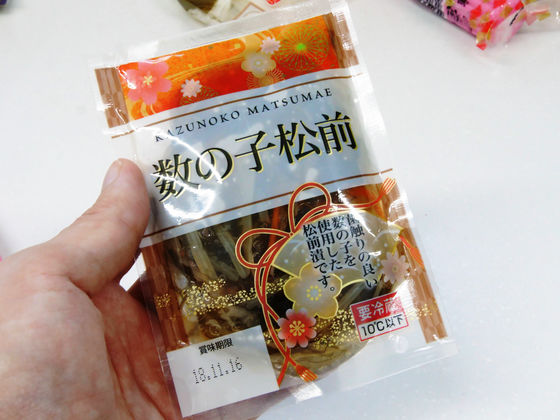 KAZUNOKO MATSUMAE
数の子松前
歯触りの良い
数の子を
使用した
松前漬です。
要冷蔵
10℃以下
賞味期限
18.11.16